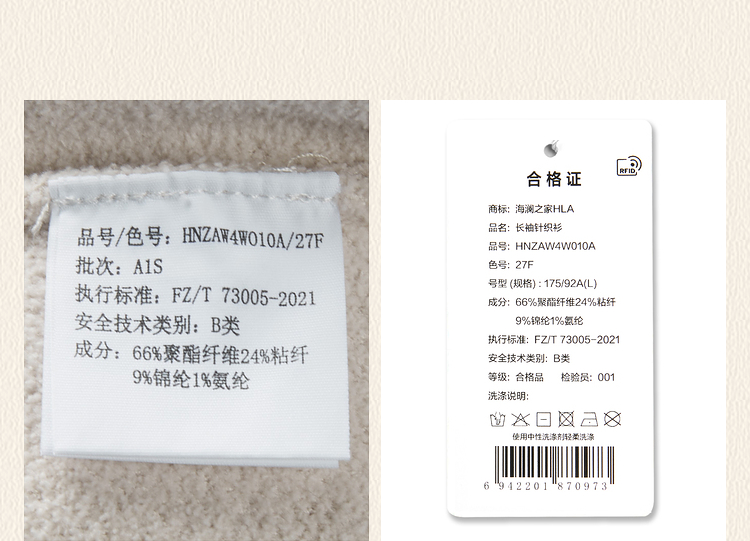 品号/色号: HNZAW4W010A/27F
批次: A1S
执行标准: FZ/T 73005-2021
安全技术类别: B类
成分: 66%聚酯纤维24%粘纤
9%锦纶1%氨纶
合格证
RFID
商标: 海澜之家HLA
品名: 长袖针织衫
品号: HNZAW4W010A
色号: 27F
号型(规格): 175/92A(L)
成分: 66%聚酯纤维24%粘纤
9%锦纶1%氨纶
执行标准: FZ/T 73005-2021
安全技术类别: B类
等级: 合格品 检验员: 001
洗涤说明:
使用中性洗涤剂轻柔洗涤
6 942201 870973